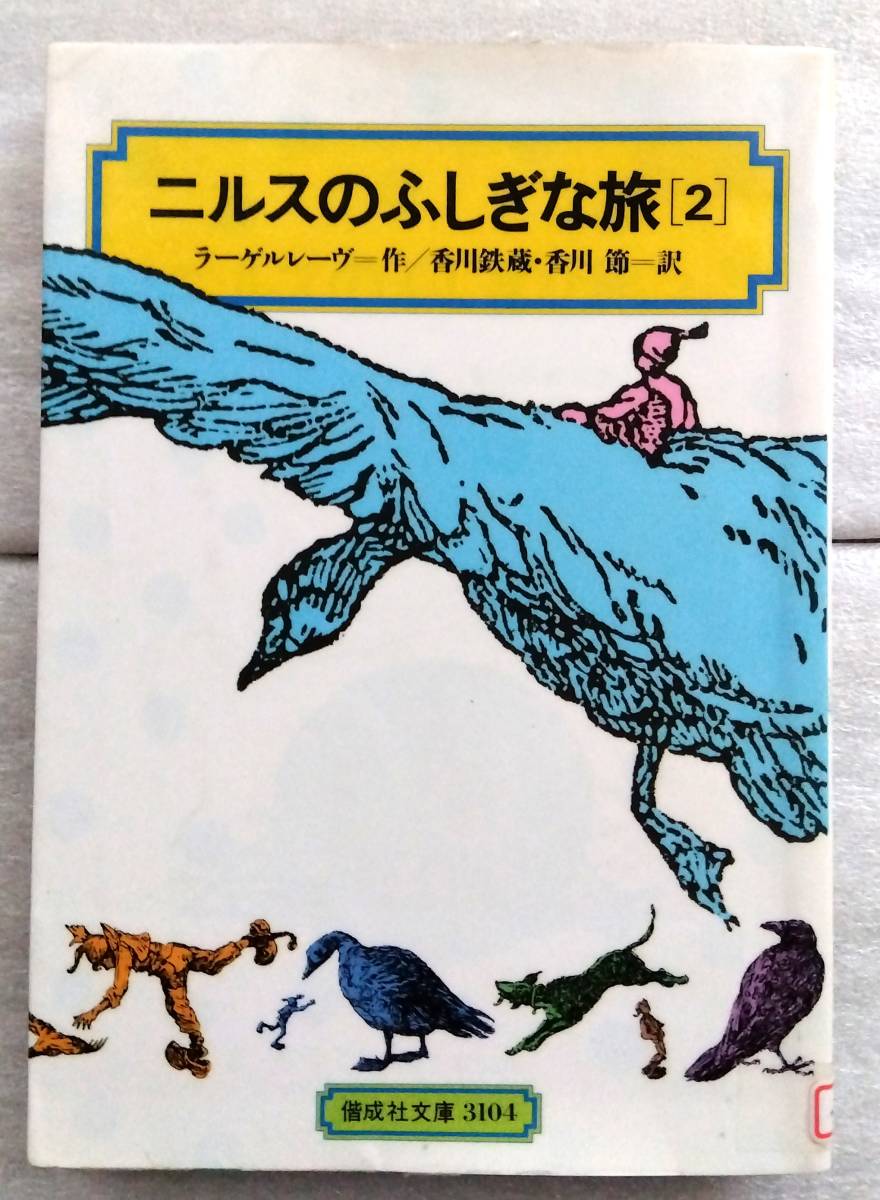 ニルスのふしぎな旅[2]
ラーゲルレーヴ=作/香川鉄蔵・香川 節=訳
偕成社文庫 3104